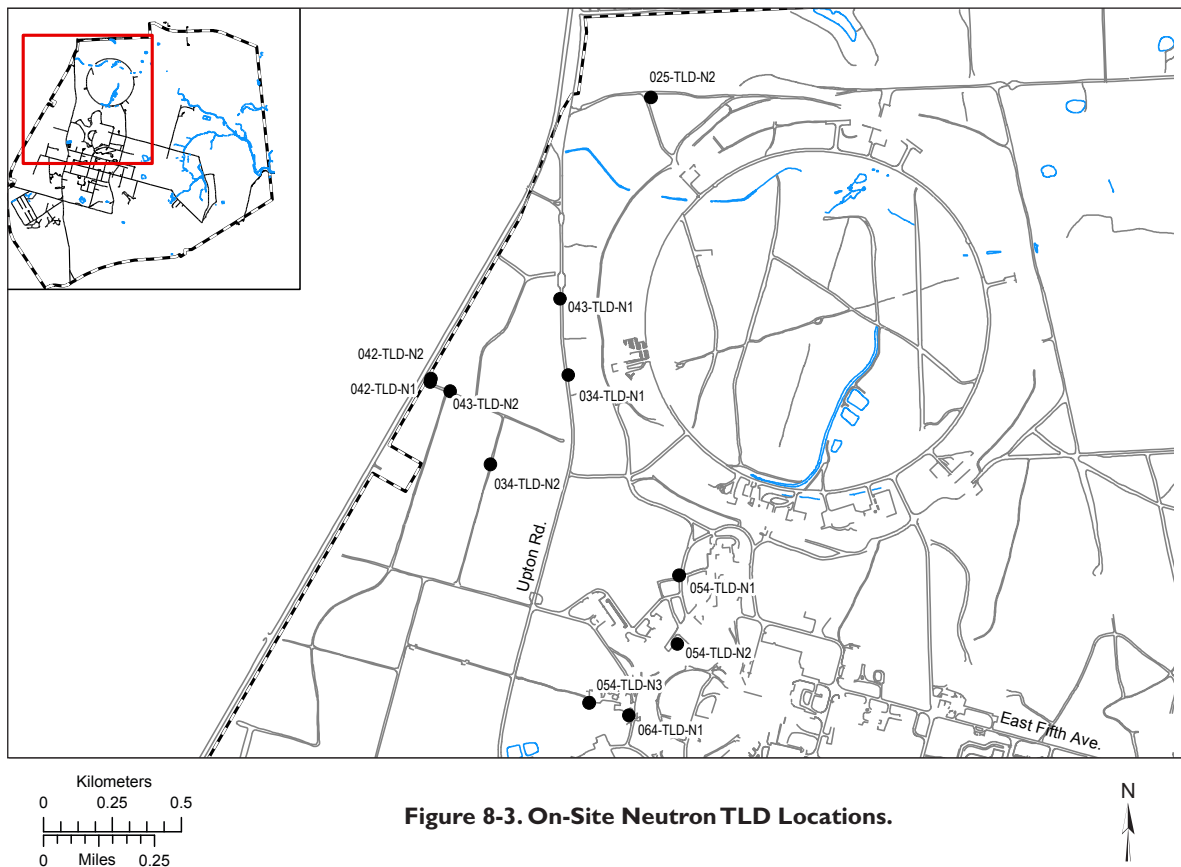 025-TLD-N2
043-TLD-N1
042-TLD-N2
042-TLD-N1
043-TLD-N2
034-TLD-N1
034-TLD-N2
Upton Rd.
054-TLD-N1
054-TLD-N2
054-TLD-N3
064-TLD-N1
East Fifth Ave.
Kilometers
0 0.25 0.5
0 Miles 0.25
Figure 8-3. On-Site Neutron TLD Locations.
N